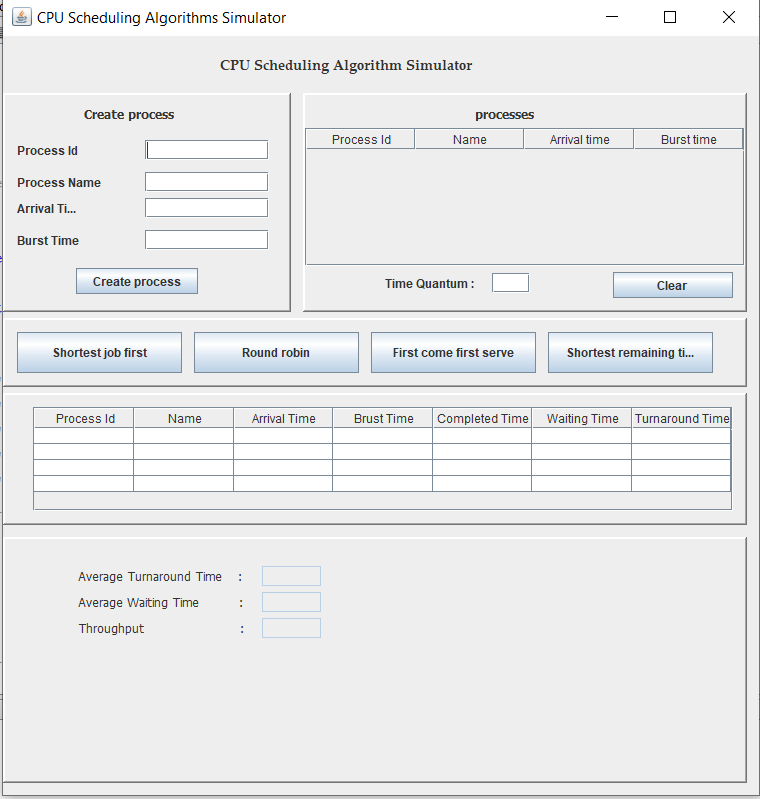 CPU Scheduling Algorithms Simulator
CPU Scheduling Algorithm Simulator
Create process
Process Id
Process Name
Arrival Ti...
Burst Time
Create process
processes
Process Id Name Arrival time Burst time
Time Quantum : Clear
Shortest job first Round robin First come first serve Shortest remaining ti...
Process Id Name Arrival Time Brust Time Completed Time Waiting Time Turnaround Time
Average Turnaround Time :
Average Waiting Time :
Throughput :